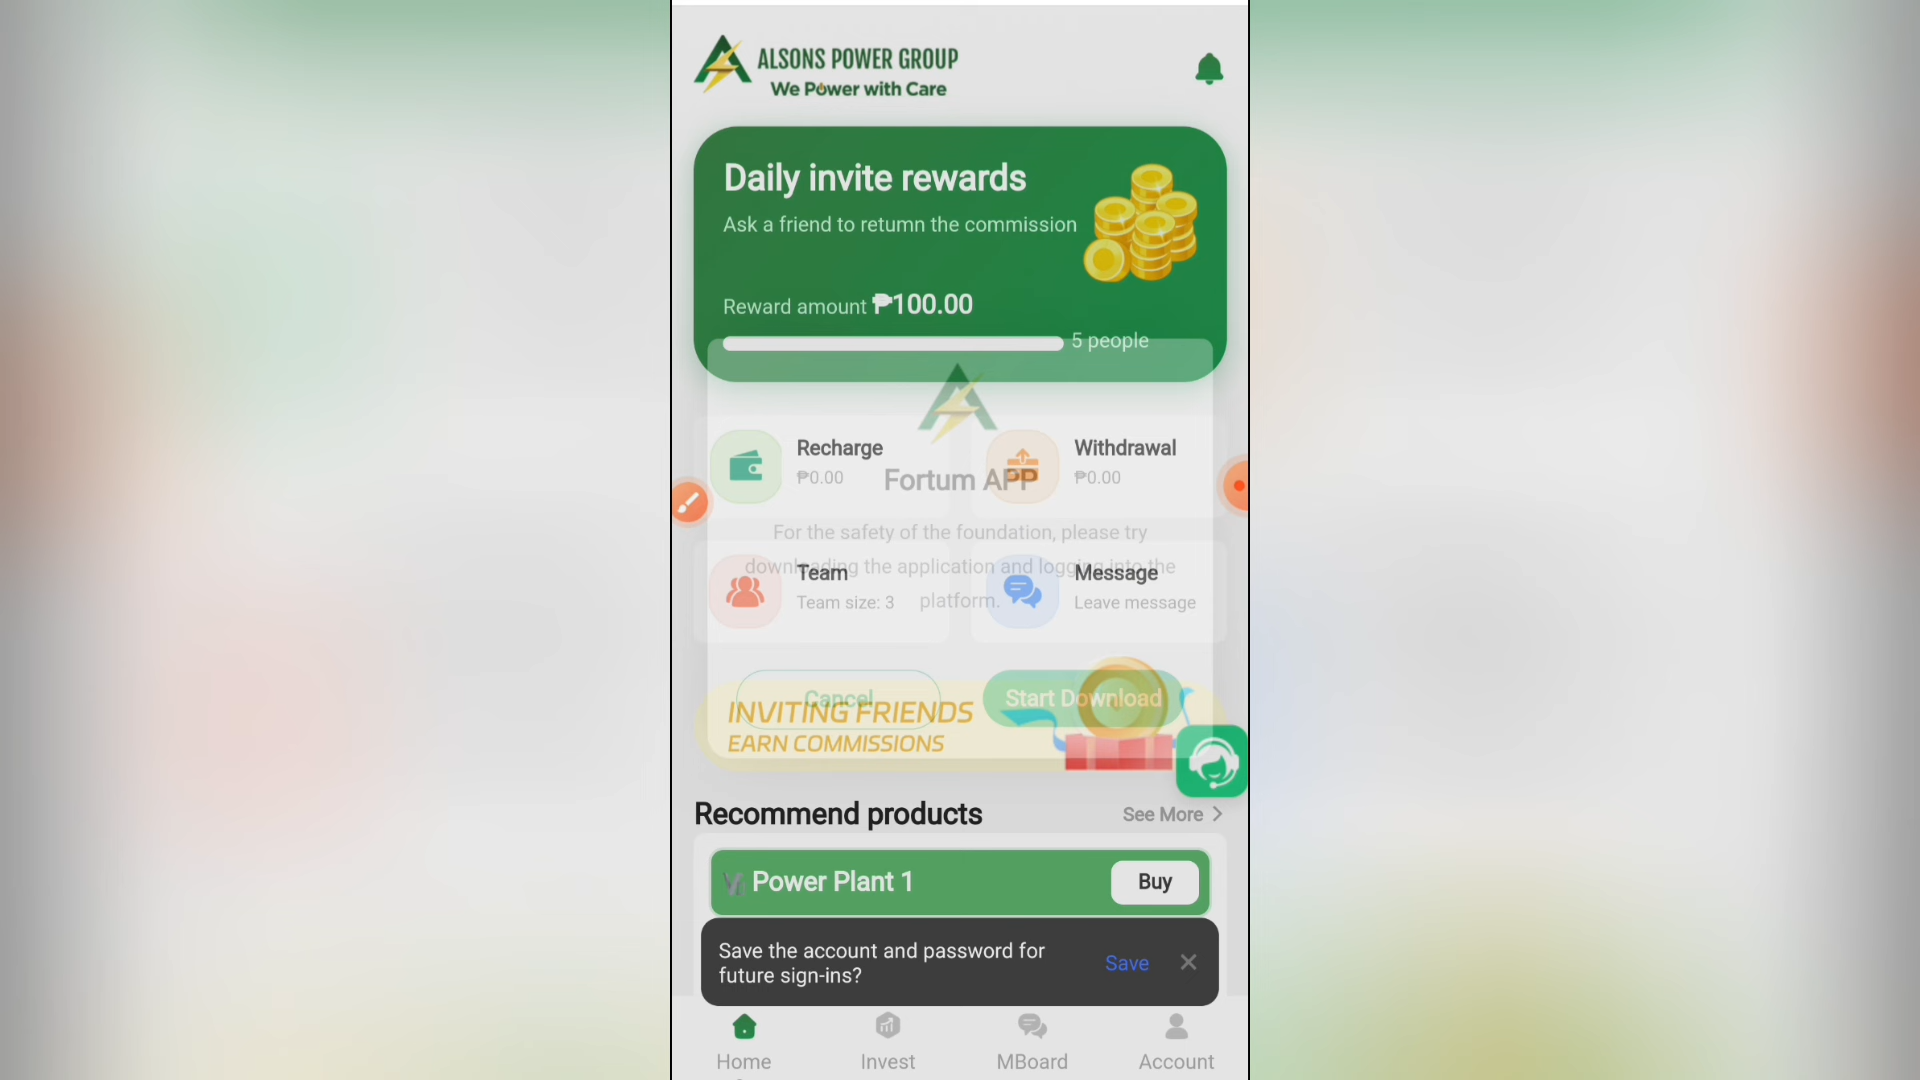 ALSONS POWER GROUP
We Power with Care
Daily invite rewards
Ask a friend to retumn the commission
Reward amount ₱100.00
5 people
Recharge
₱0.00
Withdrawal
₱0.00
Fortum APP
For the safety of the foundation, please try
downloading the application and logging into the
platform.
Team
Team size: 3
Message
Leave message
Cancel
Start Download
INVITING FRIENDS
EARN COMMISSIONS
Recommend products
See More
Power Plant 1
Buy
Save the account and password for
future sign-ins?
Save
Home
Invest
MBoard
Account